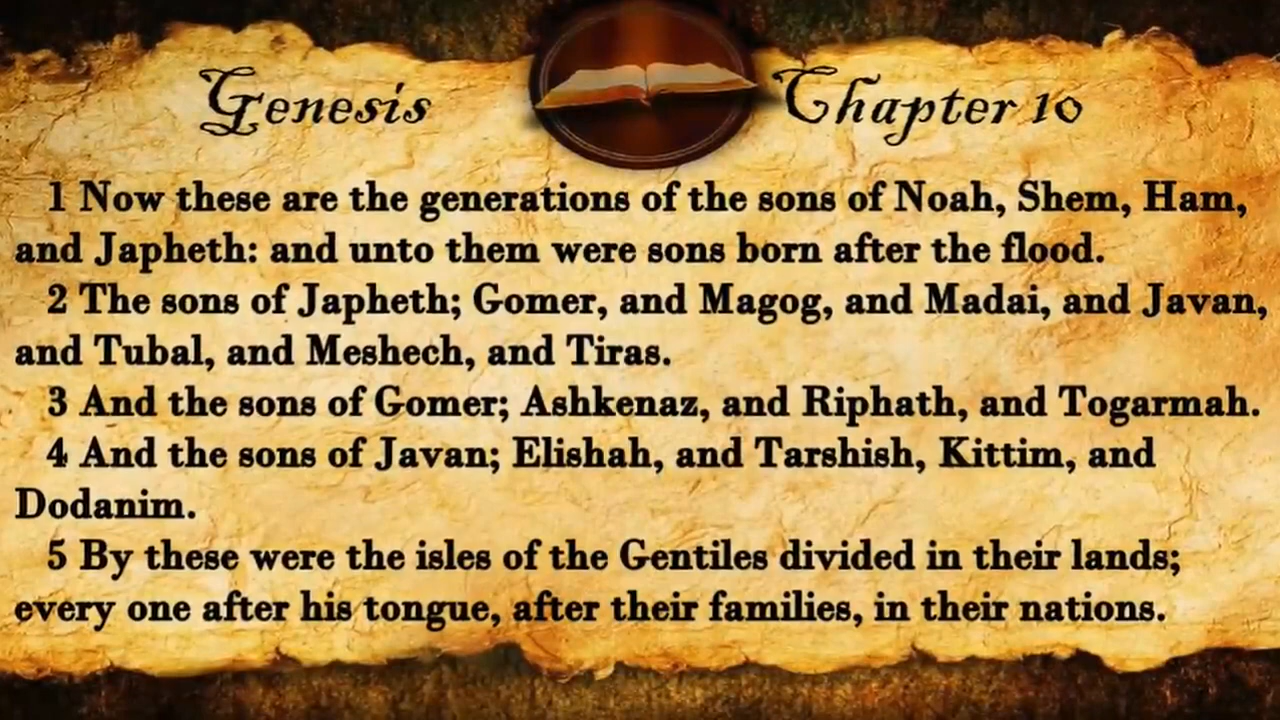 Genesis Chapter 10
1 Now these are the generations of the sons of Noah, Shem, Ham,
and Japheth: and unto them were sons born after the flood.
2 The sons of Japheth; Gomer, and Magog, and Madai, and Javan,
and Tubal, and Meshech, and Tiras.
3 And the sons of Gomer; Ashkenaz, and Riphath, and Togarmah.
4 And the sons of Javan; Elishah, and Tarshish, Kittim, and
Dodanim.
5 By these were the isles of the Gentiles divided in their lands;
every one after his tongue, after their families, in their nations.